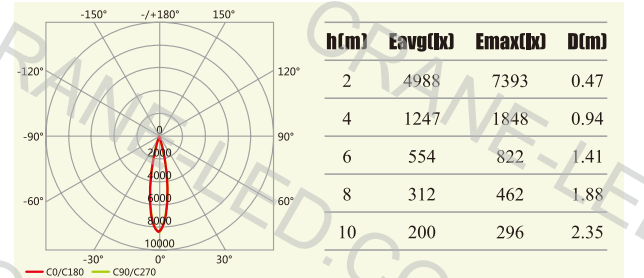 -150° -/+180° 150°
-120° 120°
-90° 90°
-60° 60°
-30° 0° 30°
0
2000
4000
6000
8000
10000
C0/C180 C90/C270
h(m) Eavg(lx) Emax(lx) D(m)
2 4988 7393 0.47
4 1247 1848 0.94
6 554 822 1.41
8 312 462 1.88
10 200 296 2.35
CRANE-LED.CO
CRANE-LED